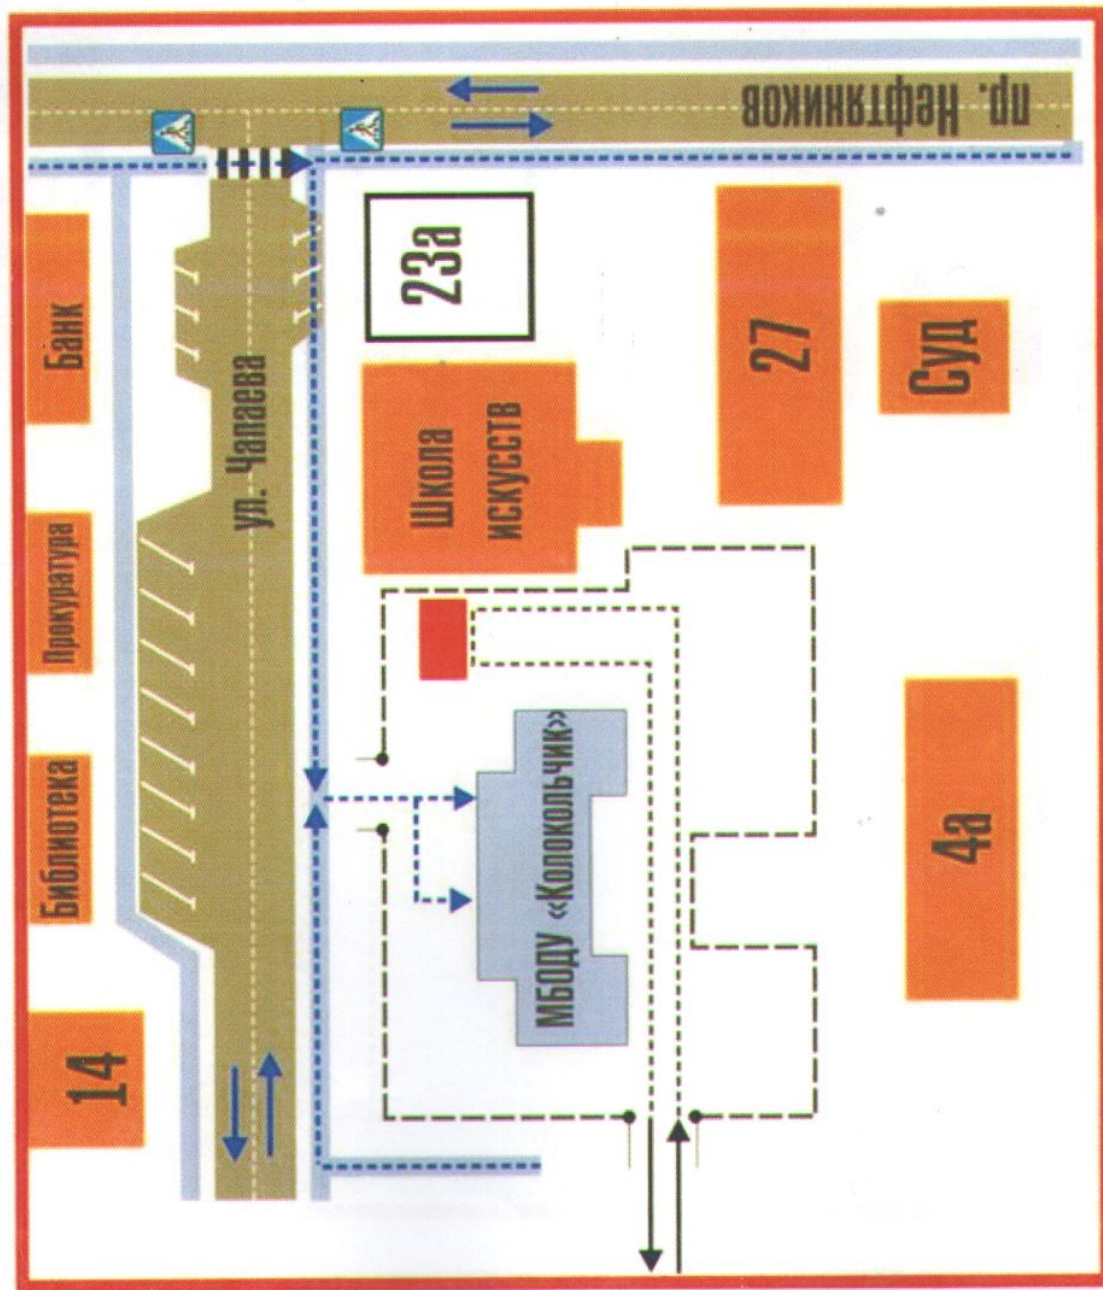 пр. Нефтяников
ул. Чапаева
Банк
Прокуратура
Библиотека
14
23а
Школа
искусств
27
Суд
МБОДУ «Колокольчик»
4а